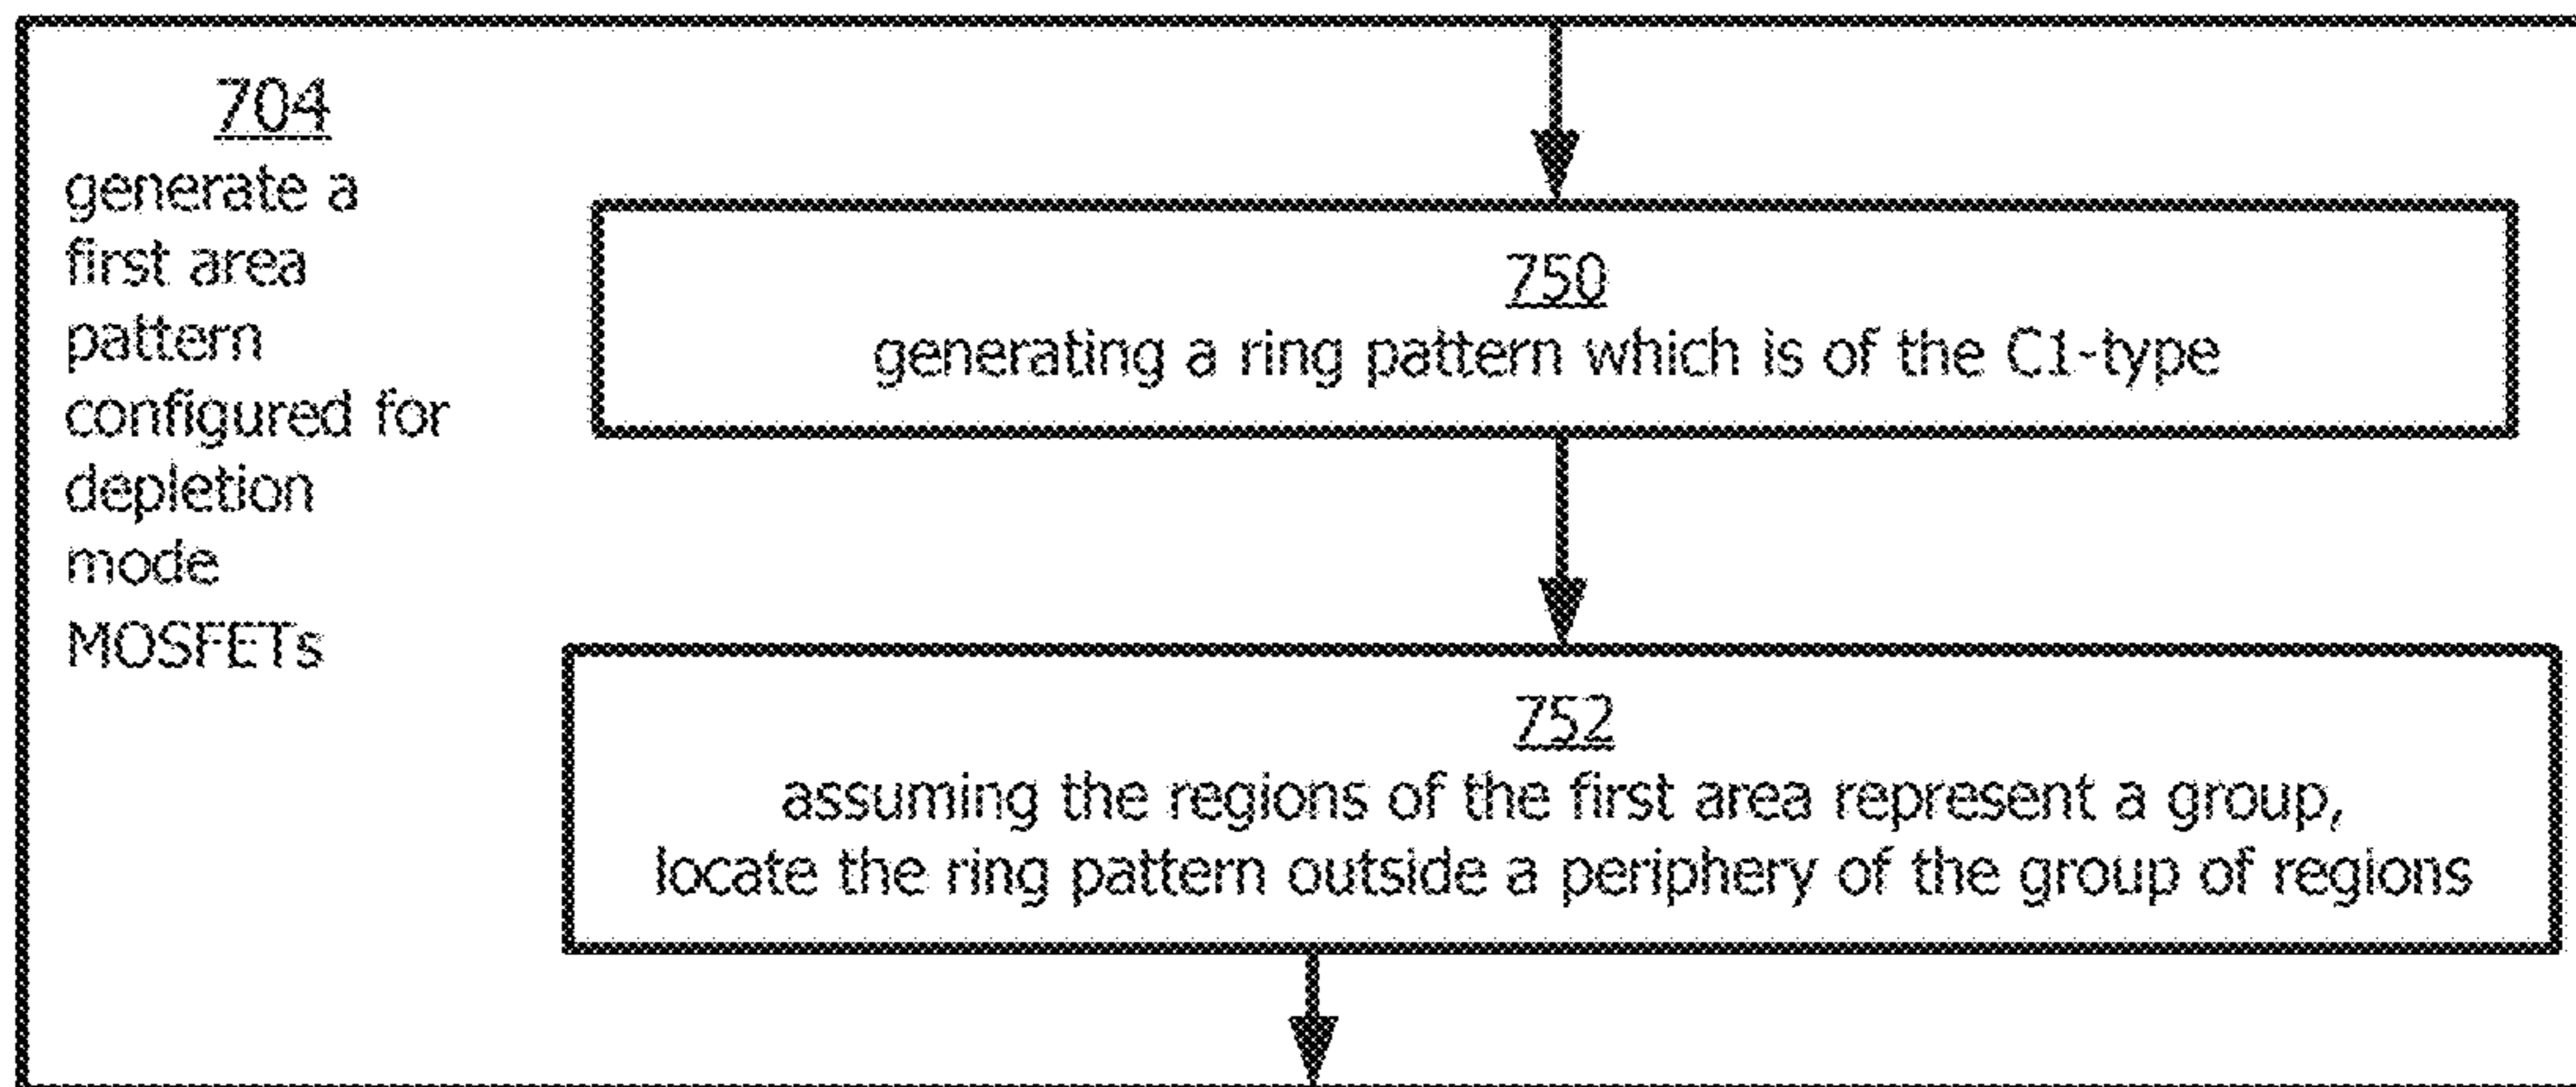 704
generate a
first area
pattern
configured for
depletion
mode
MOSFETs
750
generating a ring pattern which is of the C1-type
752
assuming the regions of the first area represent a group,
locate the ring pattern outside a periphery of the group of regions